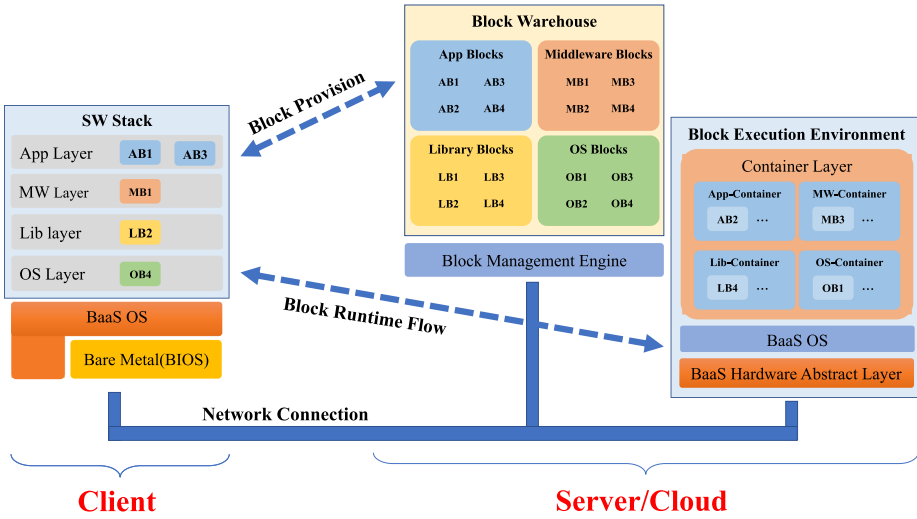 Block Warehouse
App Blocks
AB1 AB3
AB2 AB4
Middleware Blocks
MB1 MB3
MB2 MB4
Library Blocks
LB1 LB3
LB2 LB4
OS Blocks
OB1 OB3
OB2 OB4
Block Management Engine
Block Provision
SW Stack
App Layer AB1 AB3
MW Layer MB1
Lib layer LB2
OS Layer OB4
BaaS OS
Bare Metal(BIOS)
Block Runtime Flow
Block Execution Environment
Container Layer
App-Container
AB2 ...
MW-Container
MB3 ...
Lib-Container
LB4 ...
OS-Container
OB1 ...
BaaS OS
BaaS Hardware Abstract Layer
Network Connection
Client
Server/Cloud